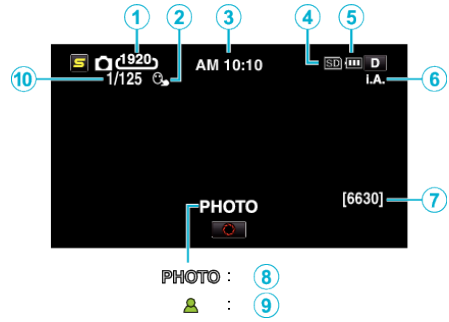 ① ② ③ ④ ⑤
S 1920 AM 10:10 SD D
⑩ 1/125 i.A. ⑥
[6630] ⑦
PHOTO
PHOTO : ⑧
: ⑨